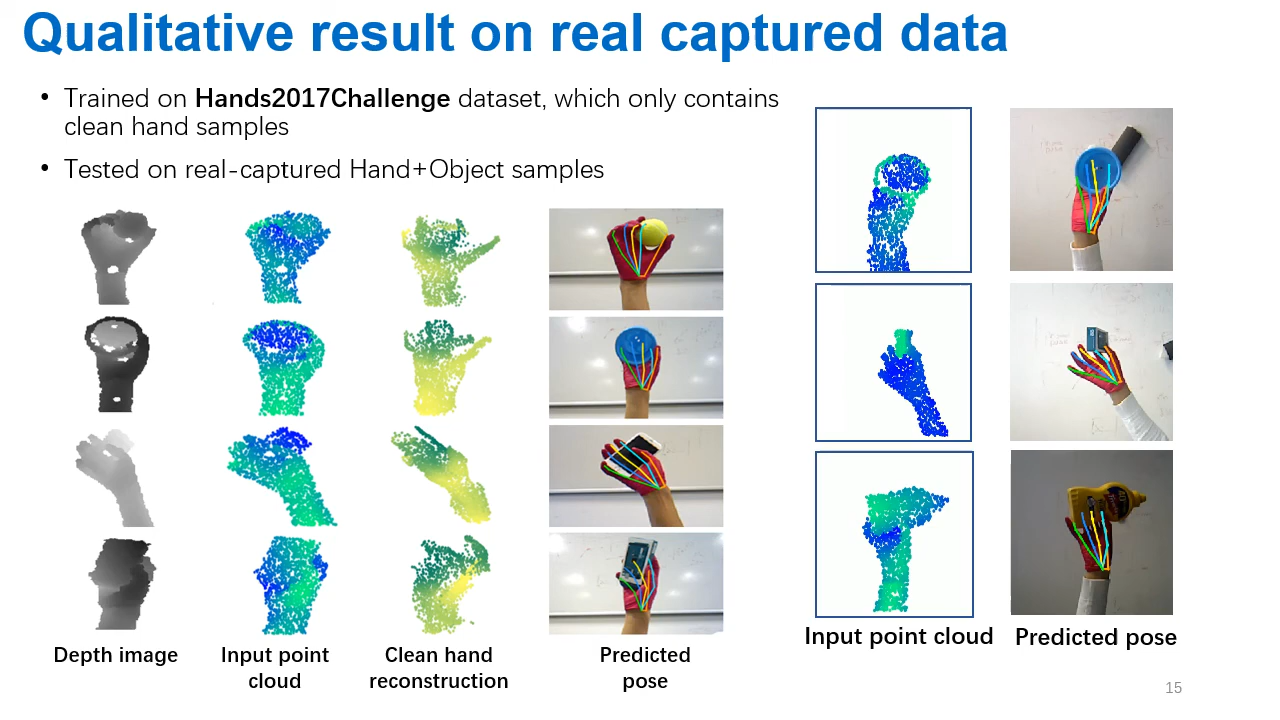 Qualitative result on real captured data
• Trained on Hands2017Challenge dataset, which only contains
clean hand samples
• Tested on real-captured Hand+Object samples
Depth image
Input point
cloud
Clean hand
reconstruction
Predicted
pose
Input point cloud
Predicted pose
15